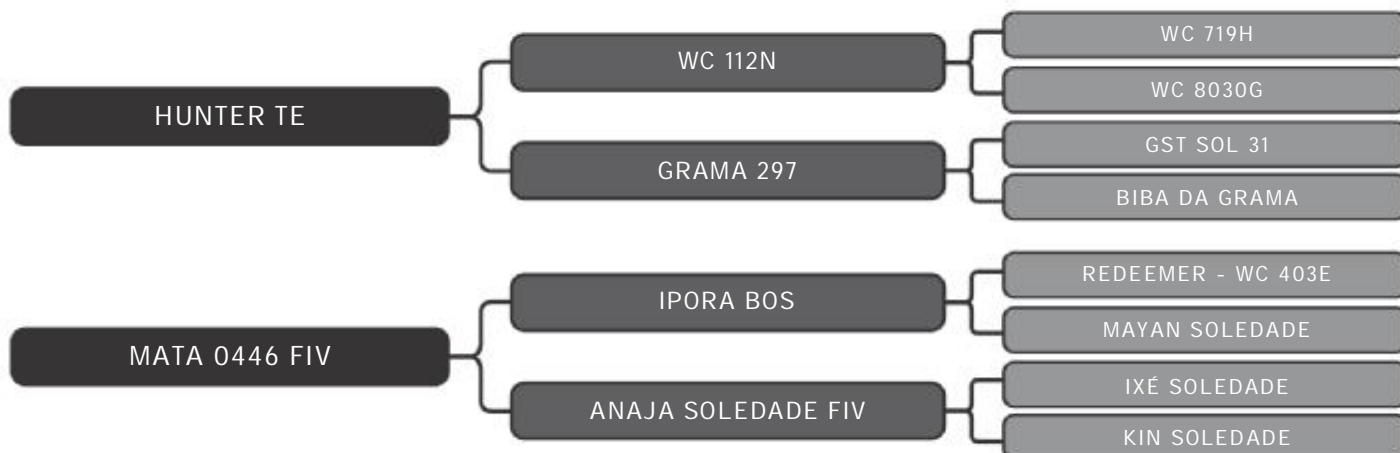 HUNTER TE
WC 112N
WC 719H
WC 8030G
GRAMA 297
GST SOL 31
BIBA DA GRAMA
MATA 0446 FIV
IPORA BOS
REDEEMER - WC 403E
MAYAN SOLEDADE
ANAJA SOLEDADE FIV
IXÉ SOLEDADE
KIN SOLEDADE